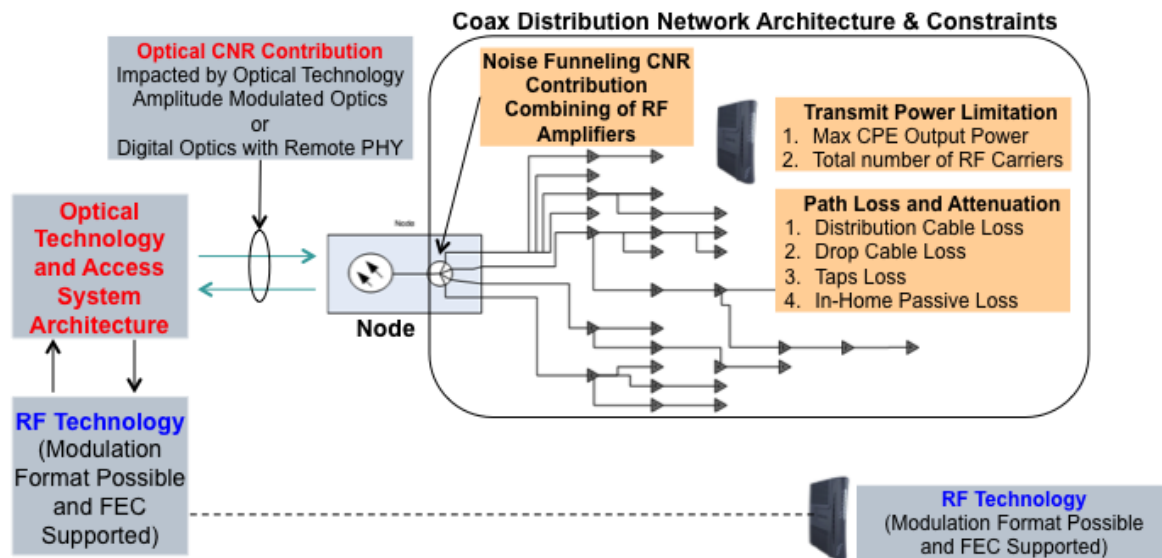 Coax Distribution Network Architecture & Constraints
Optical CNR Contribution
Impacted by Optical Technology
Amplitude Modulated Optics
or
Digital Optics with Remote PHY
Noise Funneling CNR
Contribution
Combining of RF
Amplifiers
Transmit Power Limitation
1. Max CPE Output Power
2. Total number of RF Carriers
Path Loss and Attenuation
1. Distribution Cable Loss
2. Drop Cable Loss
3. Taps Loss
4. In-Home Passive Loss
Optical
Technology
and Access
System
Architecture
Node
Node
RF Technology
(Modulation
Format Possible
and FEC
Supported)
RF Technology
(Modulation Format Possible
and FEC Supported)